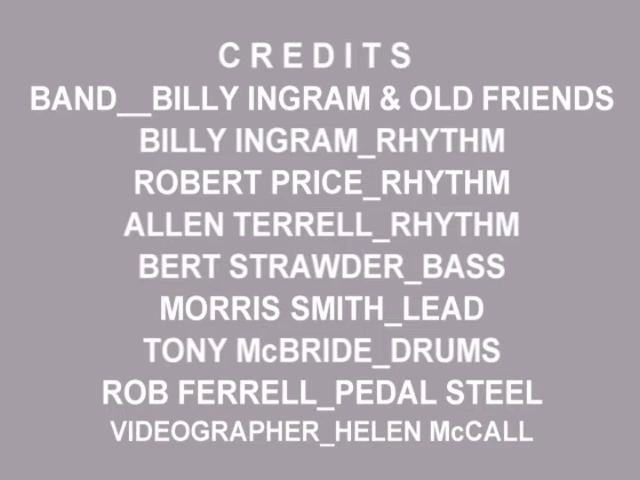 C R E D I T S
BAND__BILLY INGRAM & OLD FRIENDS
BILLY INGRAM_RHYTHM
ROBERT PRICE_RHYTHM
ALLEN TERRELL_RHYTHM
BERT STRAWDER_BASS
MORRIS SMITH_LEAD
TONY McBRIDE_DRUMS
ROB FERRELL_PEDAL STEEL
VIDEOGRAPHER_HELEN McCALL